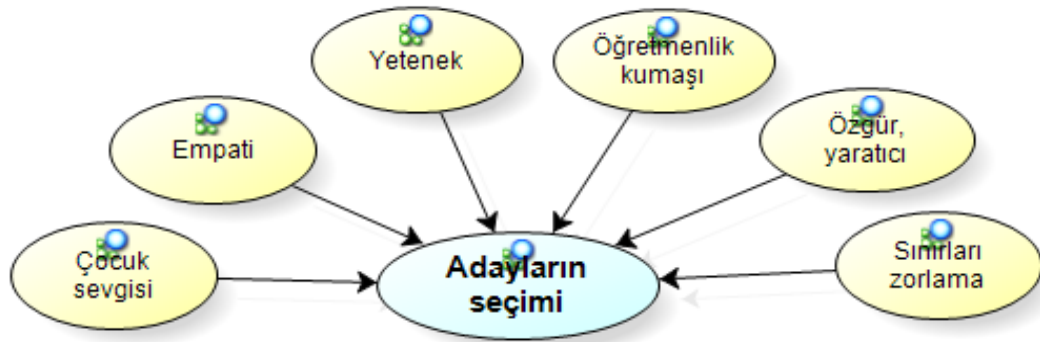 Yetenek
Öğretmenlik
kumaşı
Empati
Özgür,
yaratıcı
Çocuk
sevgisi
Adayların
seçimi
Sınırları
zorlama